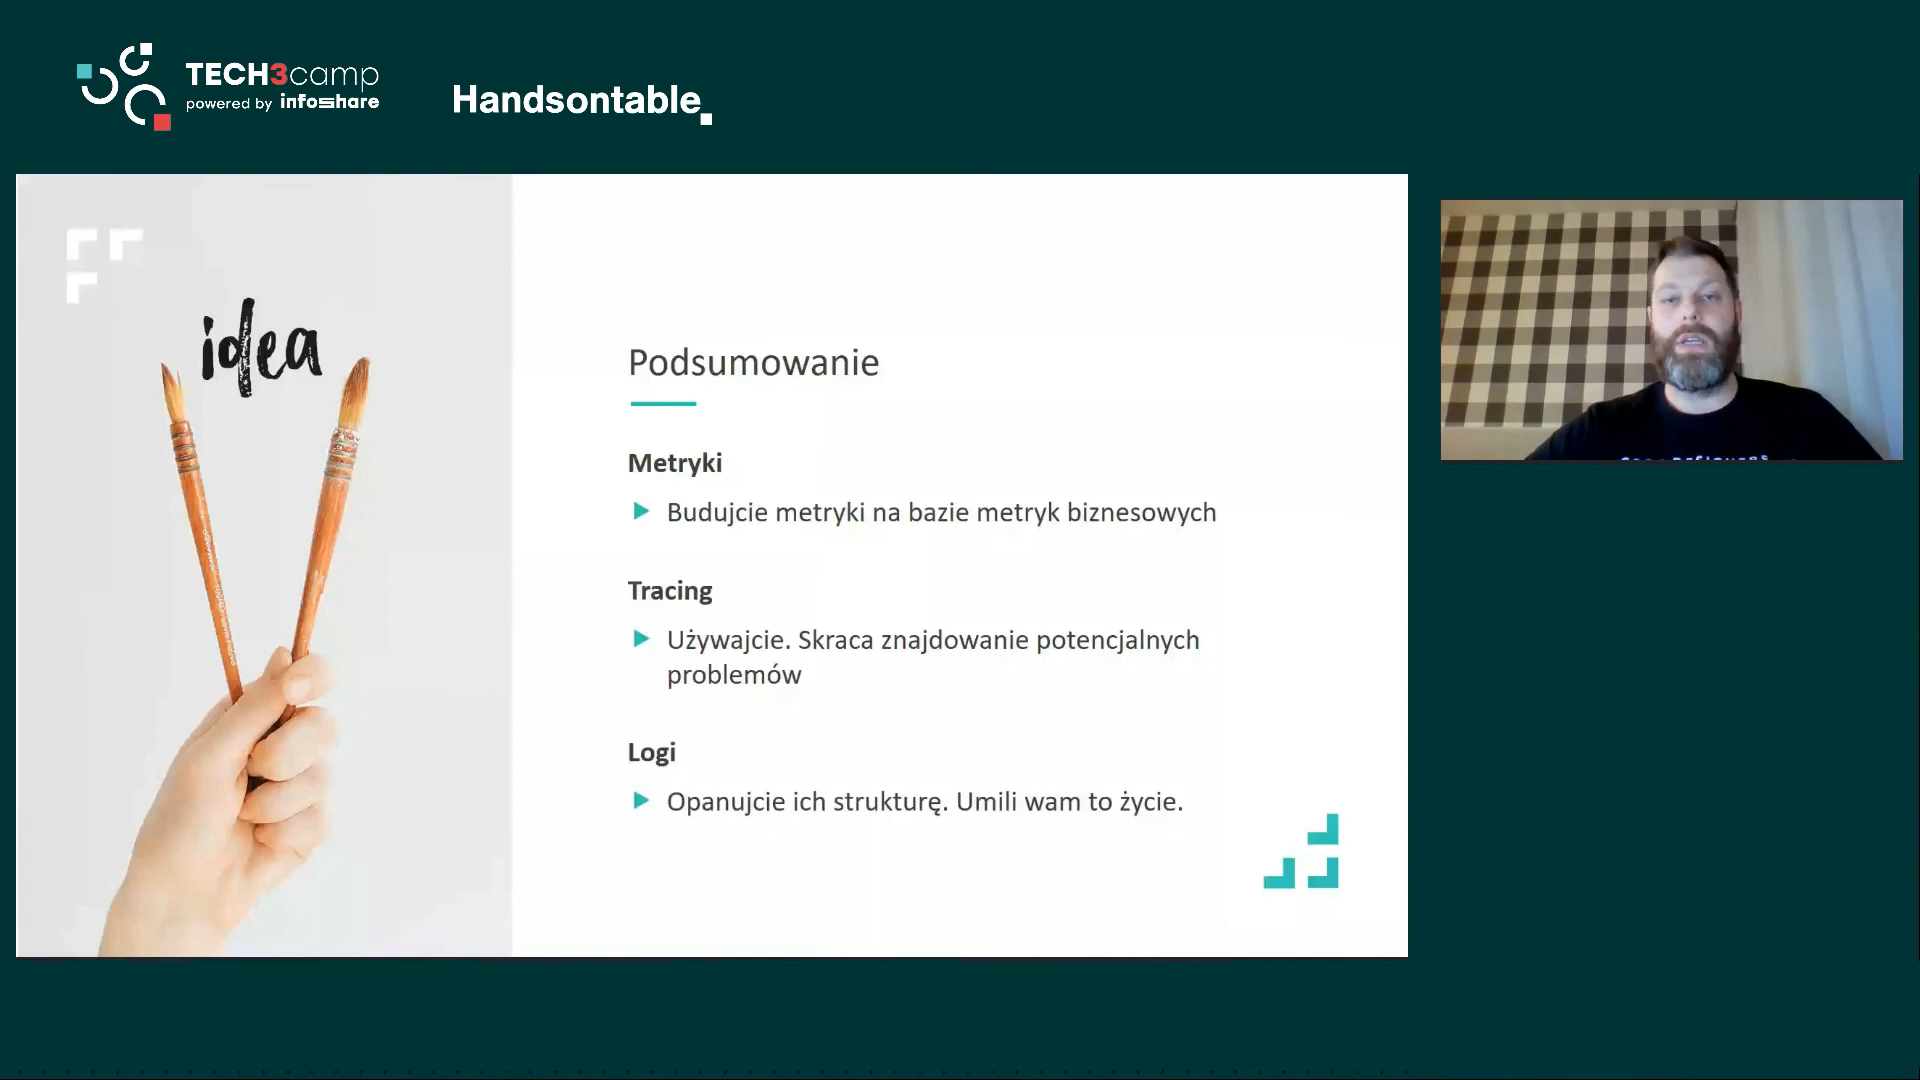 TECH3camp
powered by infoshare
Handsontable
idea
Podsumowanie
Metryki
Budujcie metryki na bazie metryk biznesowych
Tracing
Używajcie. Skraca znajdowanie potencjalnych
problemów
Logi
Opanujcie ich strukturę. Umili wam to życie.